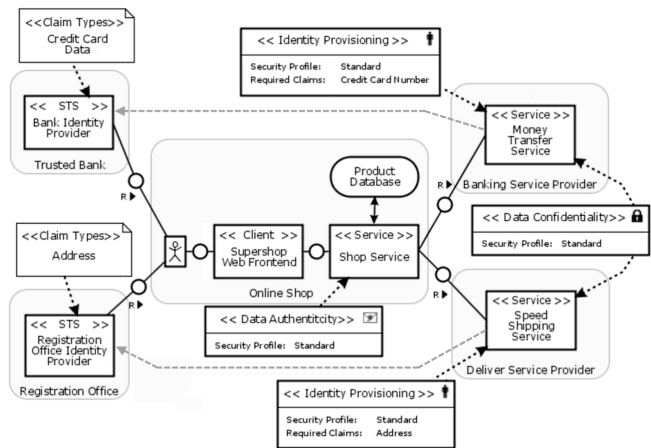 <<Claim Types>>
Credit Card
Data
<< STS >>
Bank Identity
Provider
Trusted Bank
R
<<Claim Types>>
Address
R
<< STS >>
Registration
Office Identity
Provider
Registration Office
<< Client >>
Supershop
Web Frontend
Online Shop
Product
Database
<<Service>>
Shop Service
<< Data Authentitcity>>
Security Profile: Standard
<< Identity Provisioning >>
Security Profile: Standard
Required Claims: Credit Card Number
<< Service >>
Money
Transfer
Service
Banking Service Provider
R
<< Data Confidentiality>>
Security Profile: Standard
R
<< Service >>
Speed
Shipping
Service
Deliver Service Provider
<< Identity Provisioning >>
Security Profile: Standard
Required Claims: Address